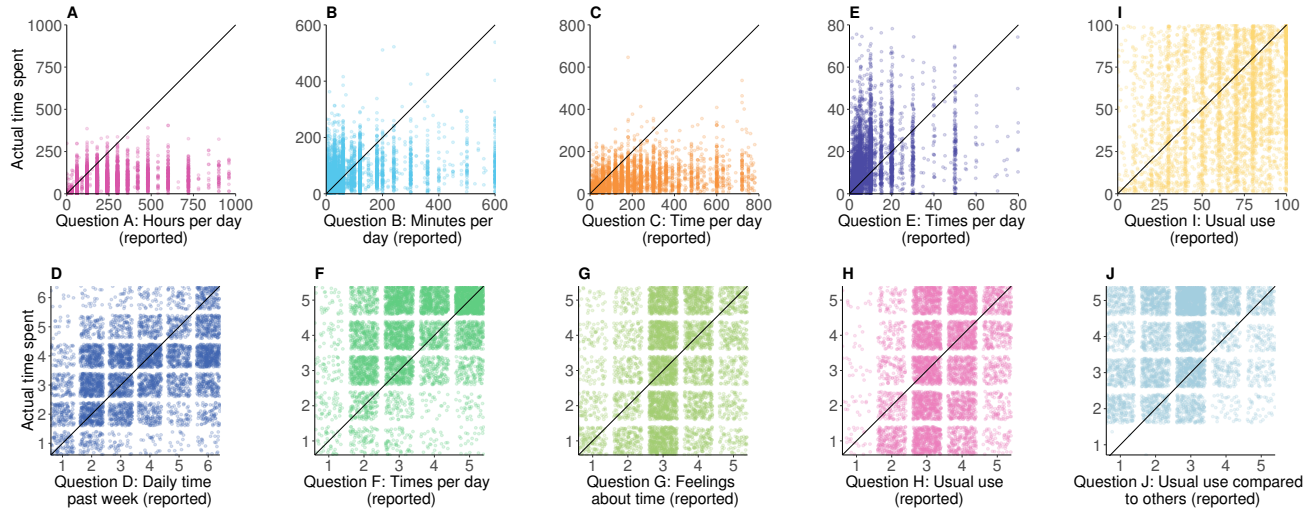 A
1000
750
500
250
0
Actual time spent
0 250 500 750 1000
Question A: Hours per day
(reported)
B
600
400
200
0
0 200 400 600
Question B: Minutes per
day (reported)
C
800
600
400
200
0
0 200 400 600 800
Question C: Time per day
(reported)
E
80
60
40
20
0
0 20 40 60 80
Question E: Times per day
(reported)
I
100
75
50
25
0
0 25 50 75 100
Question I: Usual use
(reported)
D
6
5
4
3
2
1
Actual time spent
1 2 3 4 5 6
Question D: Daily time
past week (reported)
F
5
4
3
2
1
1 2 3 4 5
Question F: Times per day
(reported)
G
5
4
3
2
1
1 2 3 4 5
Question G: Feelings
about time (reported)
H
5
4
3
2
1
1 2 3 4 5
Question H: Usual use
(reported)
J
5
4
3
2
1
1 2 3 4 5
Question J: Usual use compared
to others (reported)